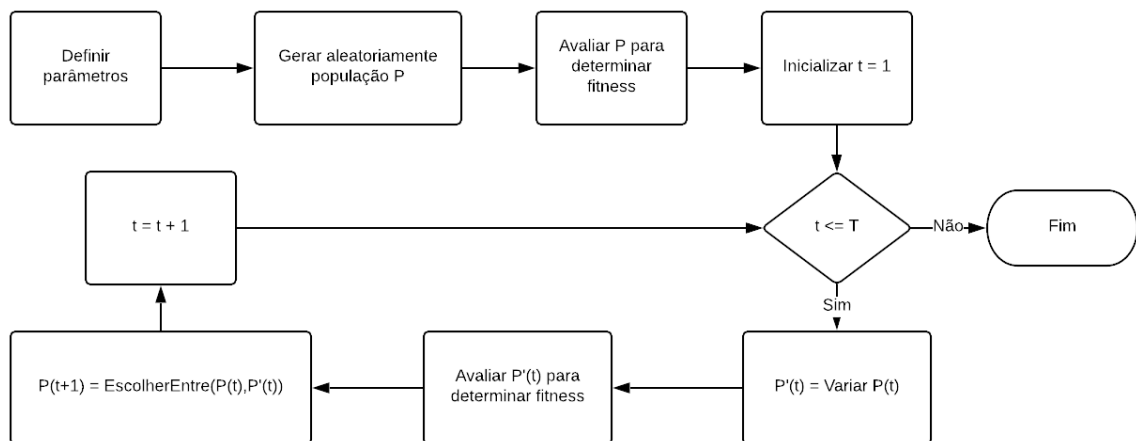 Definir
parâmetros
Gerar aleatoriamente
população P
Avaliar P para
determinar
fitness
Inicializar t = 1
t = t + 1
t <= T
Não
Fim
Sim
P(t+1) = EscolherEntre(P(t),P'(t))
Avaliar P'(t) para
determinar fitness
P'(t) = Variar P(t)